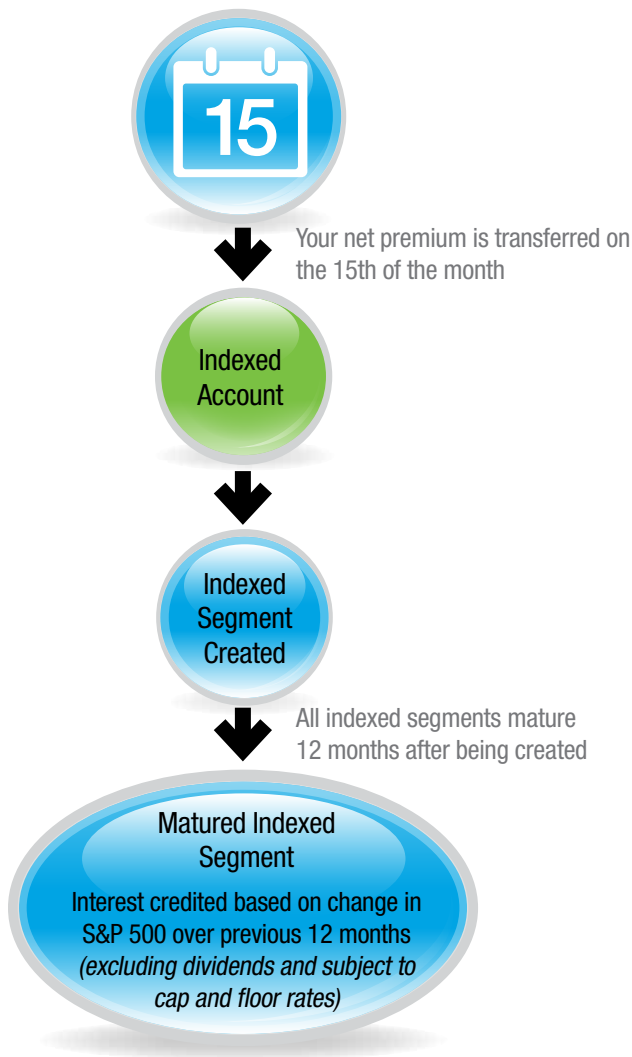 15
Your net premium is transferred on
the 15th of the month
Indexed
Account
Indexed
Segment
Created
All indexed segments mature
12 months after being created
Matured Indexed
Segment
Interest credited based on change in
S&P 500 over previous 12 months
(excluding dividends and subject to
cap and floor rates)